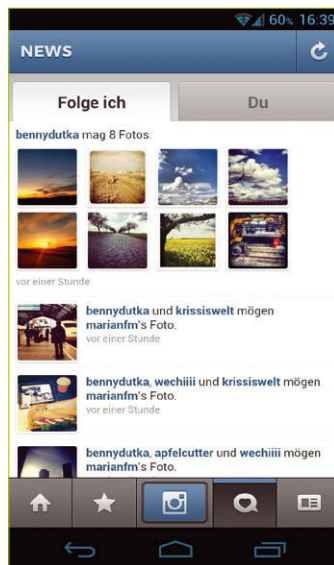 60% 16:39
NEWS
Folge ich
Du
bennydutka mag 8 Fotos.
vor einer Stunde
bennydutka und krissiswelt mögen
marianfm's Foto.
vor einer Stunde
bennydutka, wechiiii und krissiswelt mögen
marianfm's Foto.
vor einer Stunde
bennydutka, apfelcutter und wechiiii mögen
marianfm's Foto.